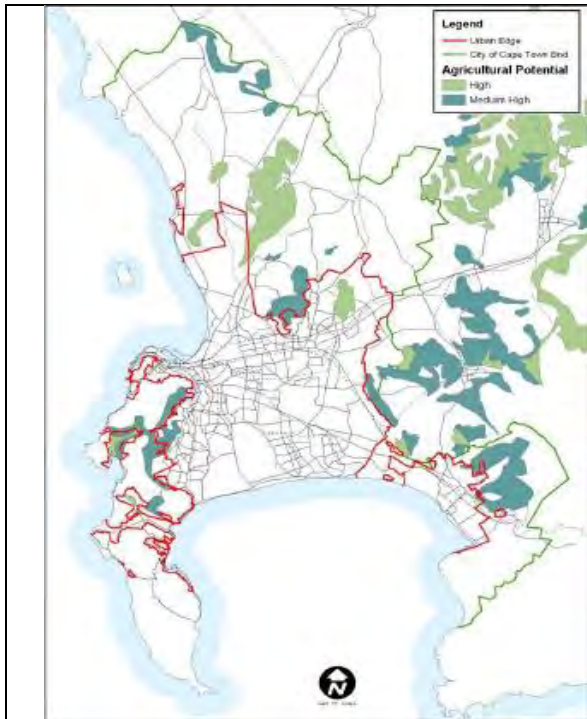 Legend
Urban Edge
City of Cape Town Bnd
Agricultural Potential
High
Medium High
N